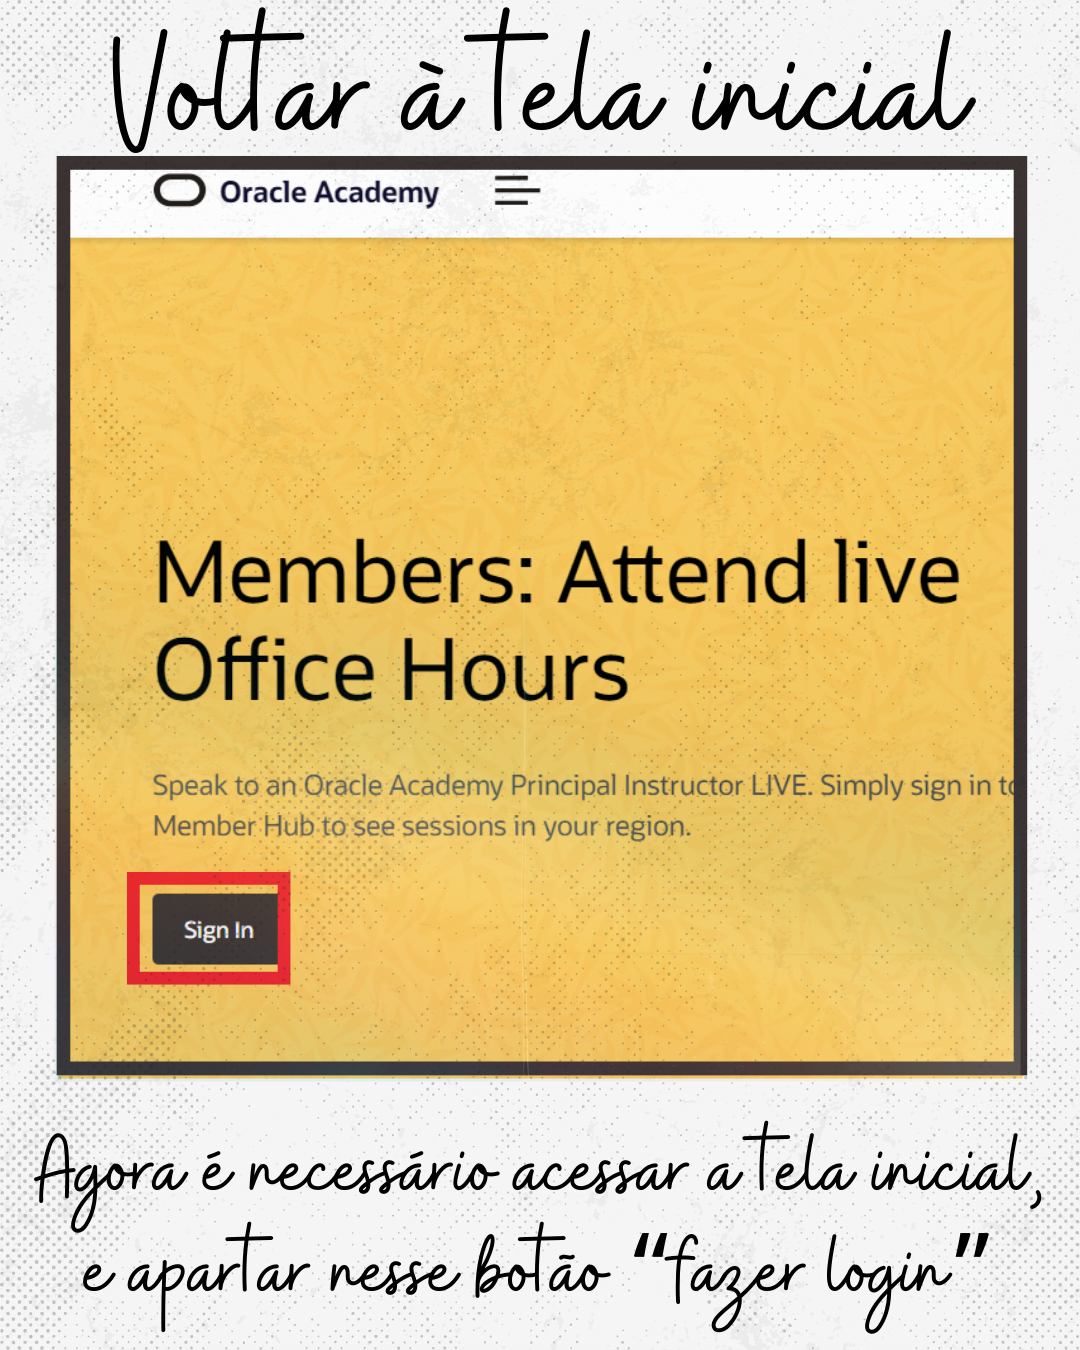 Voltar à tela inicial
Oracle Academy
Members: Attend live
Office Hours
Speak to an Oracle Academy Principal Instructor LIVE. Simply sign in to
Member Hub to see sessions in your region.
Sign In
Agora é necessário acessar a tela inicial,
e apartar nesse botão “fazer login”